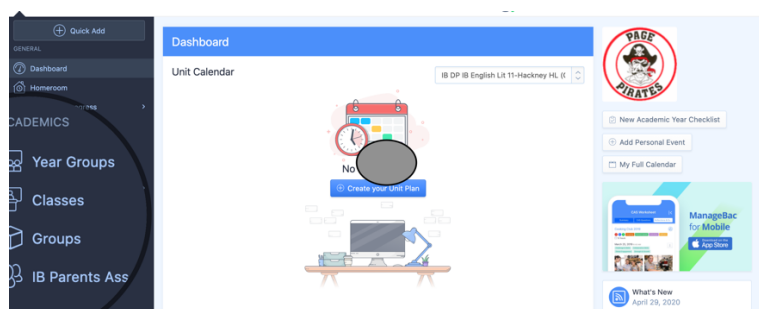 Quick Add
GENERAL
Dashboard
Homeroom
CADEMICS
Year Groups
Classes
Groups
IB Parents Ass
Dashboard
Unit Calendar
IB DP IB English Lit 11-Hackney HL ((
No
Create your Unit Plan
PAGE
PIRATES
New Academic Year Checklist
Add Personal Event
My Full Calendar
ManageBac
for Mobile
App Store
What's New
April 29, 2020